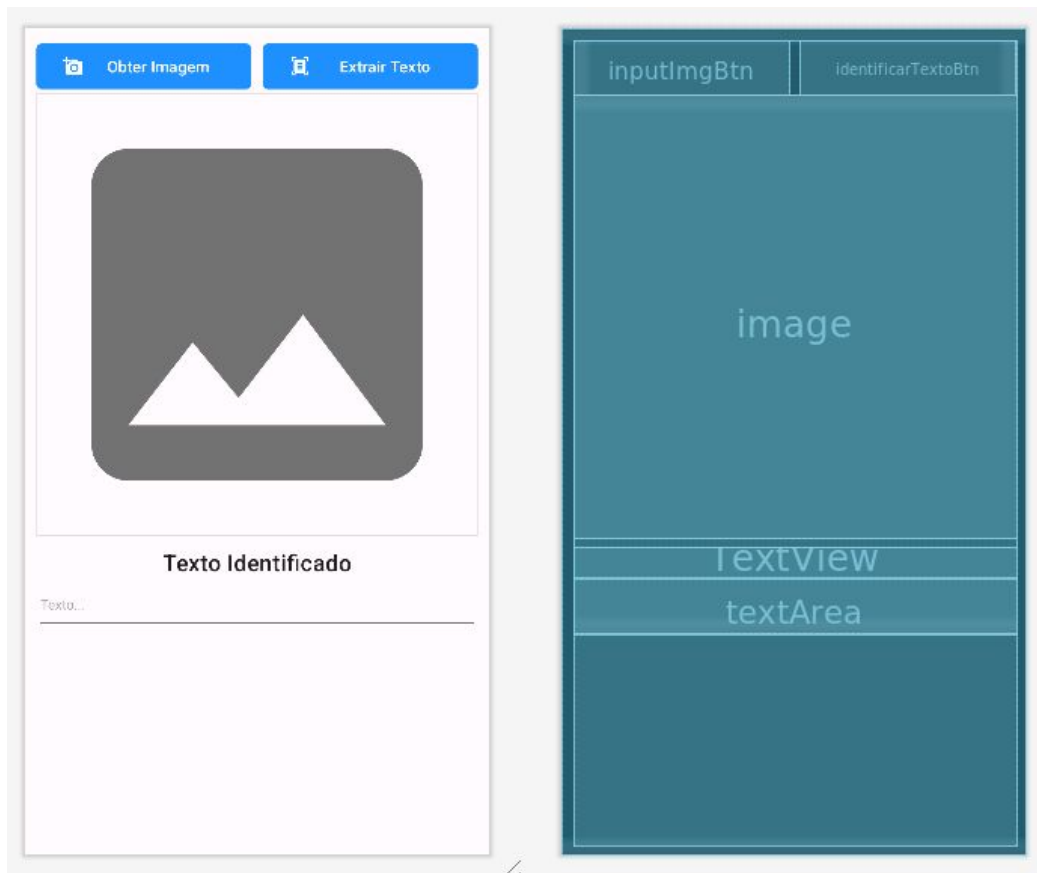 Obter Imagem
Extrair Texto
Texto Identificado
Texto...
inputImgBtn
identificarTextoBtn
image
TextView
textArea